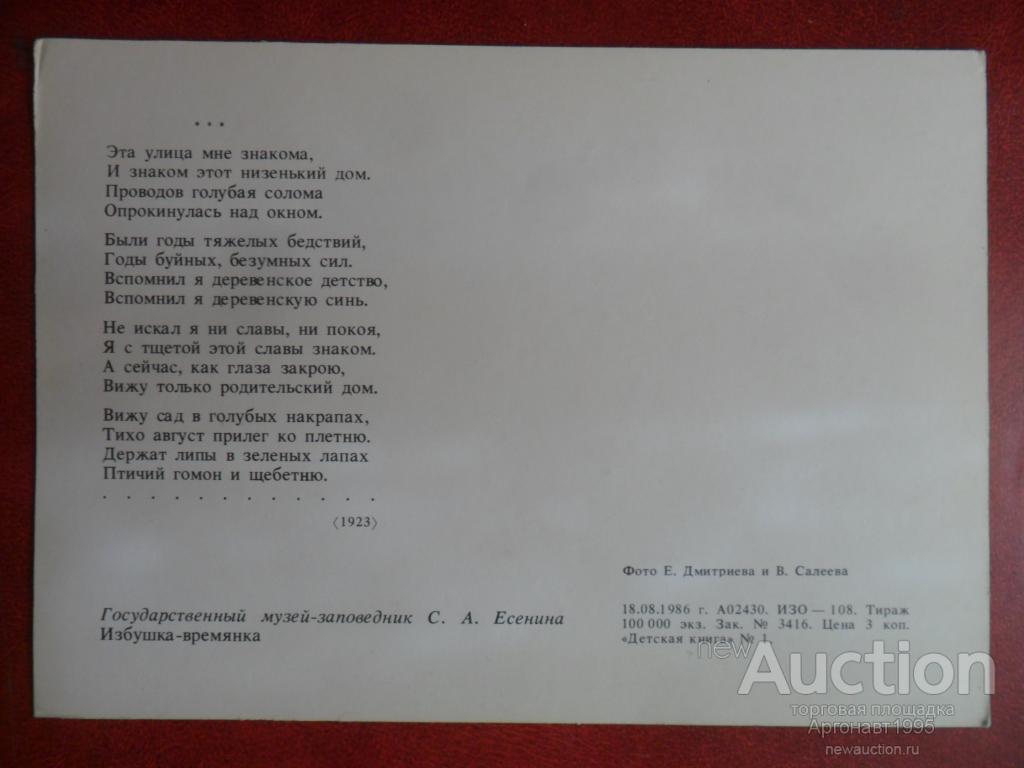 * * *
Эта улица мне знакома,
И знаком этот низенький дом.
Проводов голубая солома
Опрокинулась над окном.
Были годы тяжелых бедствий,
Годы буйных, безумных сил.
Вспомнил я деревенское детство,
Вспомнил я деревенскую синь.
Не искал я ни славы, ни покоя,
Я с тщетой этой славы знаком.
А сейчас, как глаза закрою,
Вижу только родительский дом.
Вижу сад в голубых накрапах,
Тихо август прилег ко плетню.
Держат липы в зеленых лапах
Птичий гомон и щебетню.
. . . . . . . . . . . .
〈1923〉
Государственный музей-заповедник С. А. Есенина
Избушка-времянка
Фото Е. Дмитриева и В. Салеева
18.08.1986 г. А02430. ИЗО — 108. Тираж
100 000 экз. Зак. № 3416. Цена 3 коп.
«Детская книга» № 1.
newAuction
торговая площадка
Аргонавт1995
newauction.ru